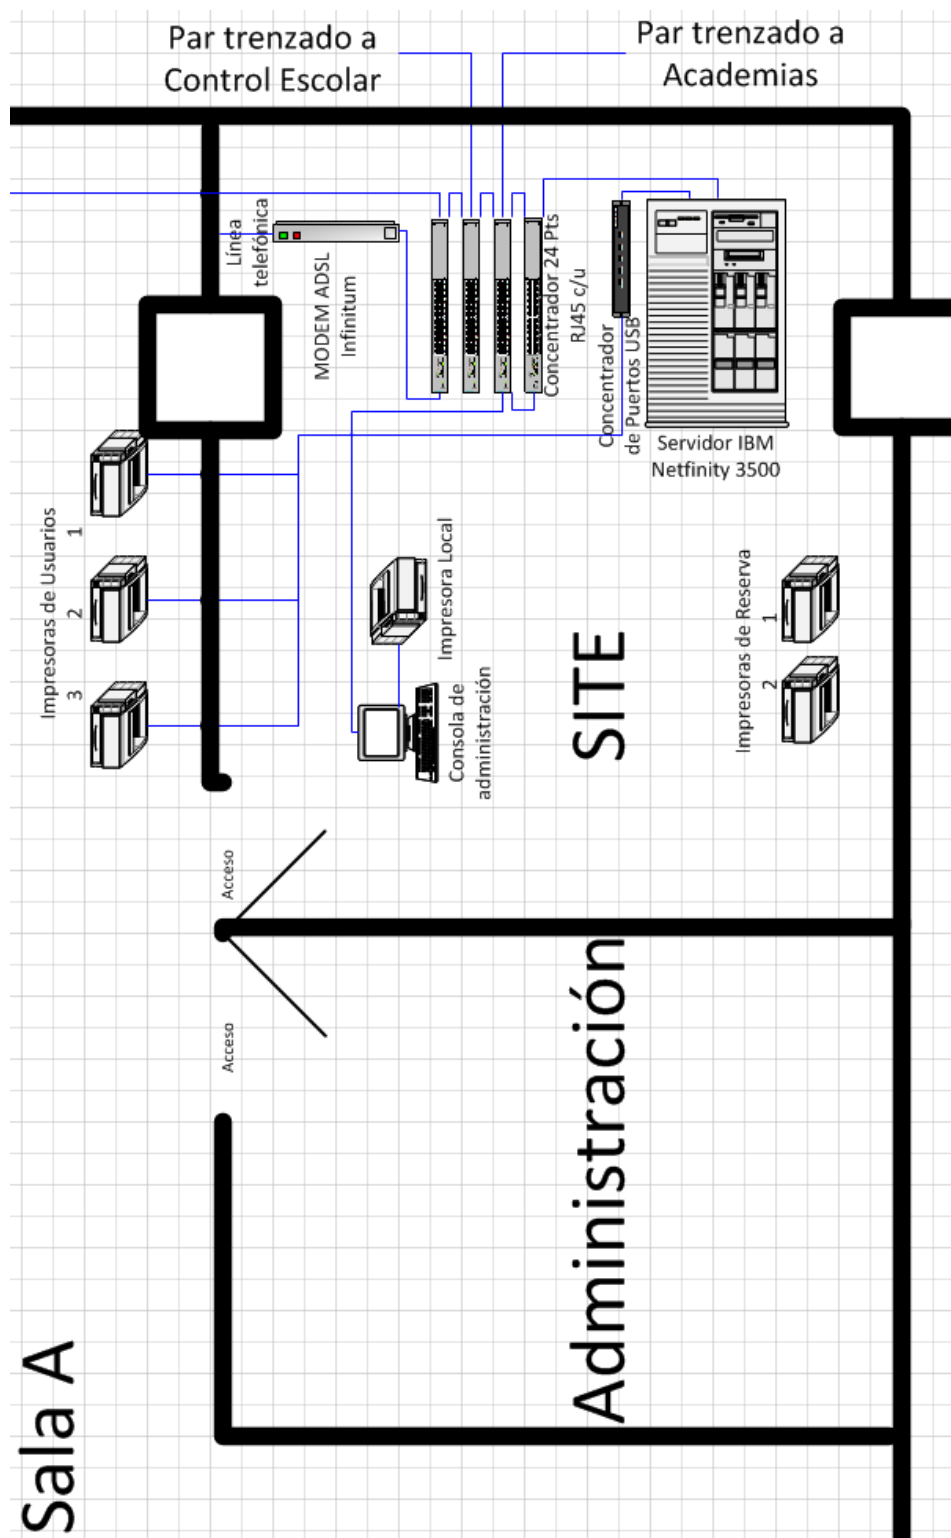 Par trenzado a
Control Escolar
Par trenzado a
Academias
Línea
telefónica
MODEM ADSL
Infinitum
Concentrador 24 Pts
RJ45 c/u
Concentrador
de Puertos USB
Servidor IBM
Netfinity 3500
Impresoras de Usuarios
1
2
3
Impresora Local
Consola de
administración
SITE
Impresoras de Reserva
1
2
Acceso
Acceso
Administración
Sala A